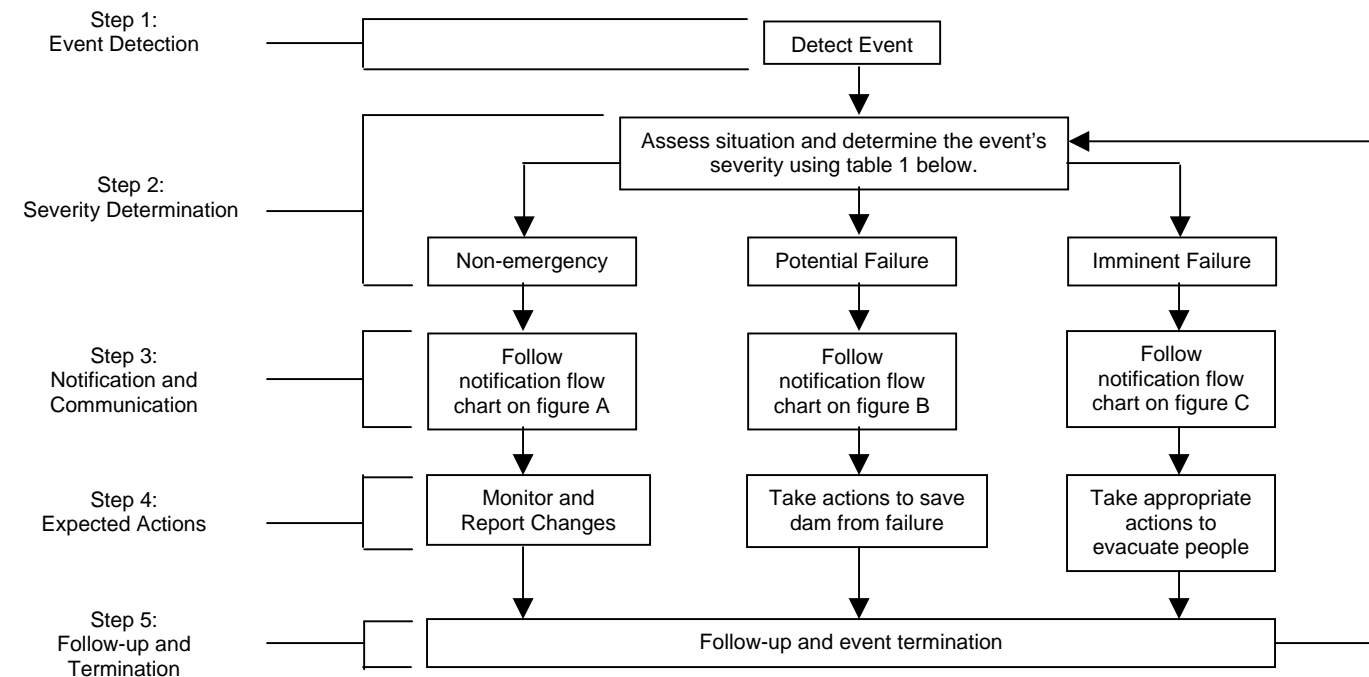 Step 1:
Event Detection
Detect Event
Step 2:
Severity Determination
Assess situation and determine the event's
severity using table 1 below.
Non-emergency
Potential Failure
Imminent Failure
Step 3:
Notification and
Communication
Follow
notification flow
chart on figure A
Follow
notification flow
chart on figure B
Follow
notification flow
chart on figure C
Step 4:
Expected Actions
Monitor and
Report Changes
Take actions to save
dam from failure
Take appropriate
actions to
evacuate people
Step 5:
Follow-up and
Termination
Follow-up and event termination